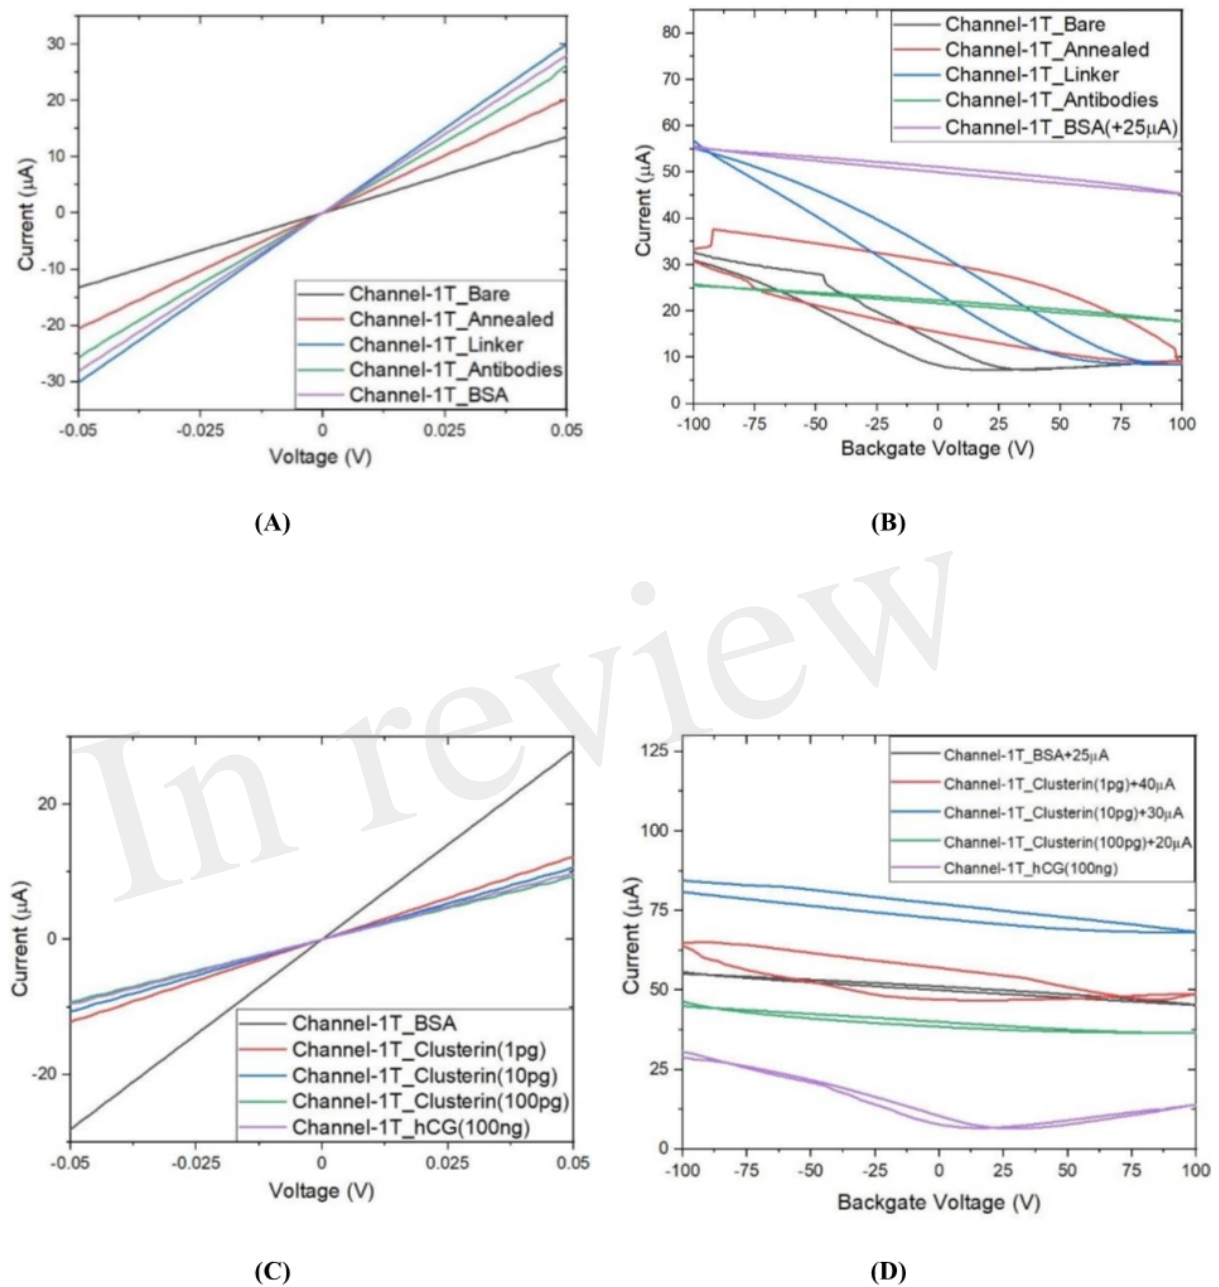 Channel-1T_Bare
Channel-1T_Annealed
Channel-1T_Linker
Channel-1T_Antibodies
Channel-1T_BSA
Current (μA)
30
20
10
0
-10
-20
-30
-0.05
-0.025
0
0.025
0.05
Voltage (V)
(A)
Channel-1T_Bare
Channel-1T_Annealed
Channel-1T_Linker
Channel-1T_Antibodies
Channel-1T_BSA(+25μA)
Current (μA)
80
70
60
50
40
30
20
10
0
-100
-75
-50
-25
0
25
50
75
100
Backgate Voltage (V)
(B)
In review
Current (μA)
20
0
-20
Channel-1T_BSA
Channel-1T_Clusterin(1pg)
Channel-1T_Clusterin(10pg)
Channel-1T_Clusterin(100pg)
Channel-1T_hCG(100ng)
-0.05
-0.025
0
0.025
0.05
Voltage (V)
(C)
Channel-1T_BSA+25μA
Channel-1T_Clusterin(1pg)+40μA
Channel-1T_Clusterin(10pg)+30μA
Channel-1T_Clusterin(100pg)+20μA
Channel-1T_hCG(100ng)
Current (μA)
125
100
75
50
25
0
-100
-75
-50
-25
0
25
50
75
100
Backgate Voltage (V)
(D)